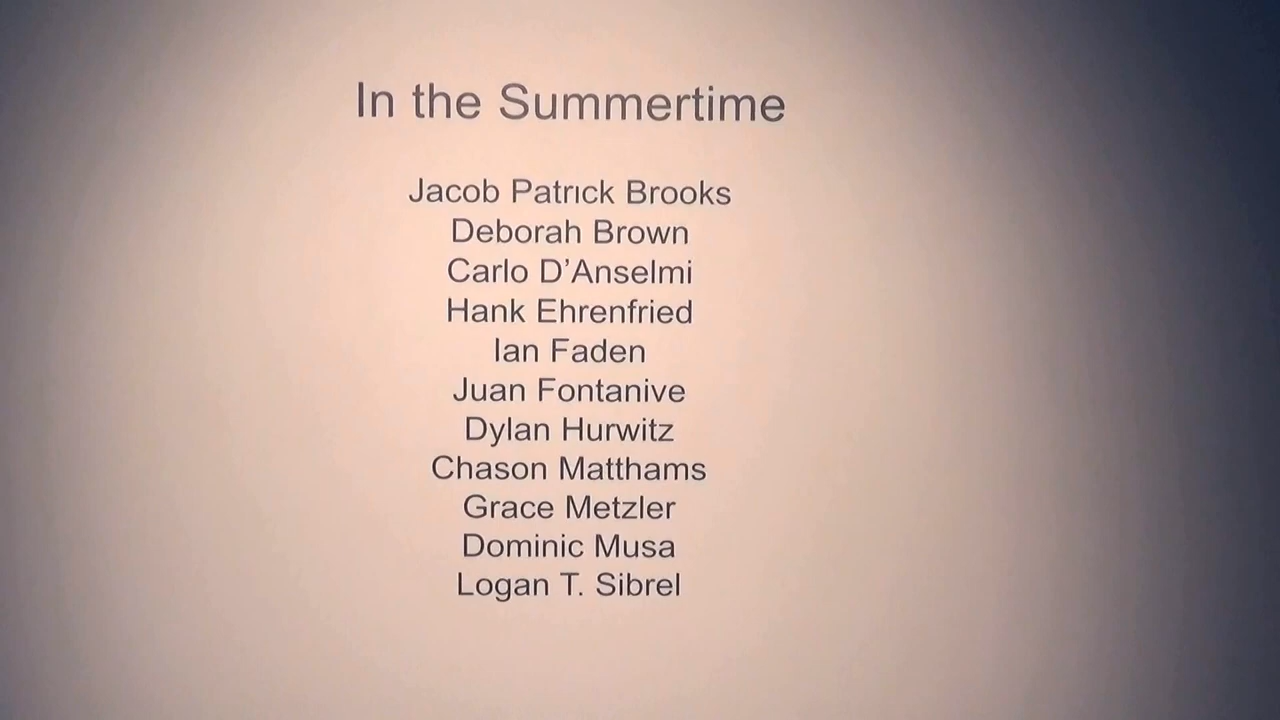 In the Summertime
Jacob Patrick Brooks
Deborah Brown
Carlo D’Anselmi
Hank Ehrenfried
Ian Faden
Juan Fontanive
Dylan Hurwitz
Chason Matthams
Grace Metzler
Dominic Musa
Logan T. Sibrel